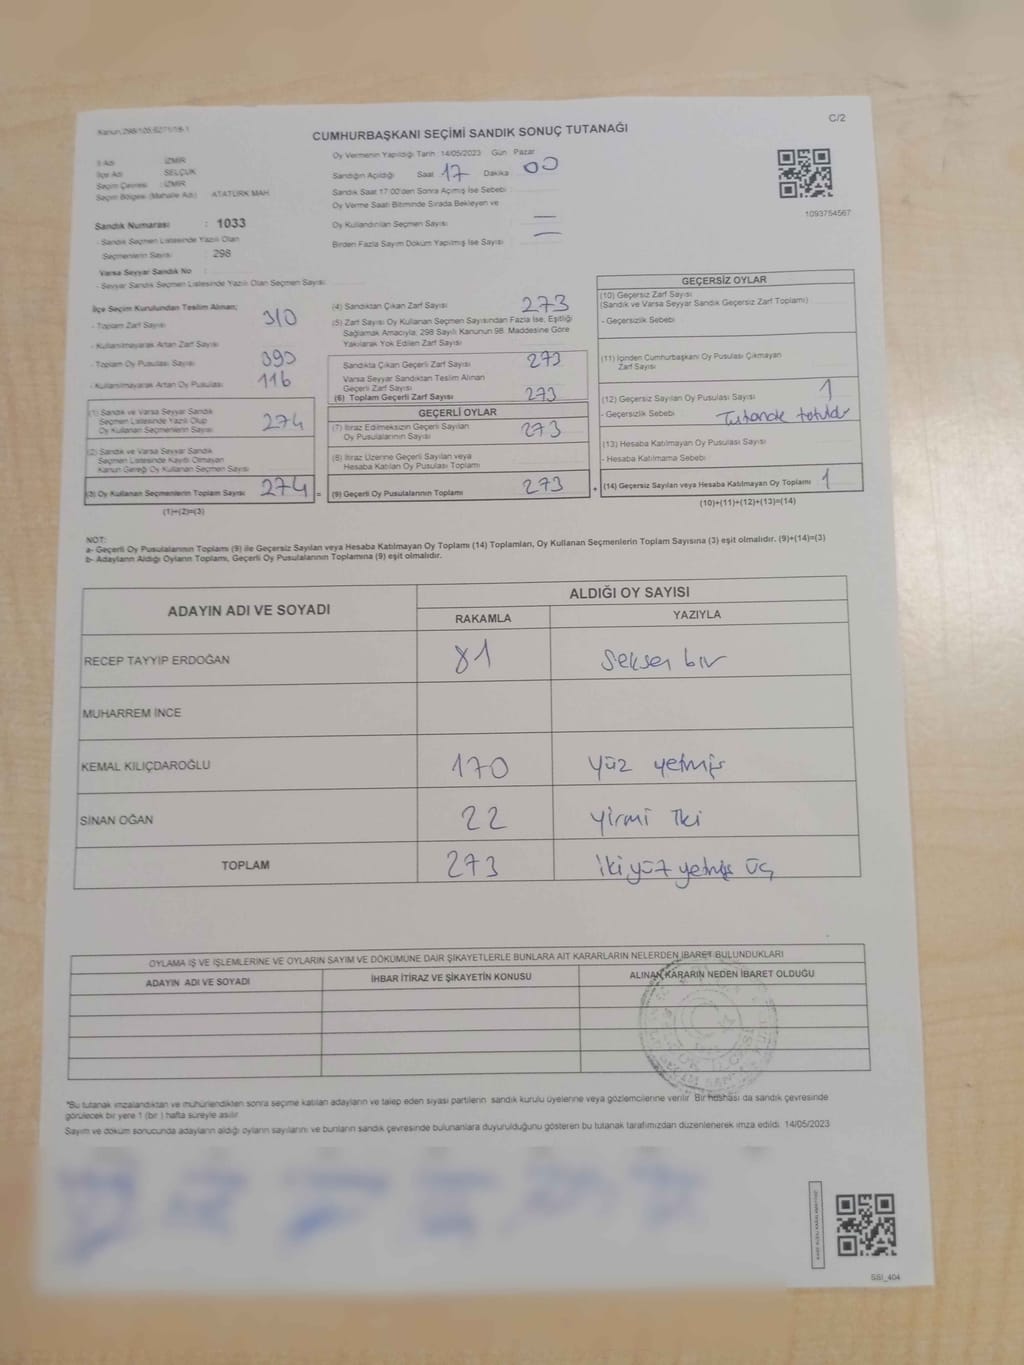 Kanun:298/105;6271/18-1
C/2
CUMHURBAŞKANI SEÇİMİ SANDIK SONUÇ TUTANAĞI
İl Adı : İZMİR
İlçe Adı : SELÇUK
Seçim Çevresi : İZMİR
Seçim Bölgesi (Mahalle Adı) : ATATÜRK MAH.
Sandık Numarası : 1033
- Sandık Seçmen Listesinde Yazılı Olan
Seçmenlerin Sayısı : 298
Varsa Seyyar Sandık No :
- Seyyar Sandık Seçmen Listesinde Yazılı Olan Seçmen Sayısı:
Oy Vermenin Yapıldığı Tarih :14/05/2023 Gün: Pazar
Sandığın Açıldığı Saat 17 Dakika 00
Sandık Saat 17:00'den Sonra Açılmış İse Sebebi
Oy Verme Saati Bitiminde Sırada Bekleyen ve
Oy Kullandırılan Seçmen Sayısı —
Birden Fazla Sayım Döküm Yapılmış İse Sayısı —
1093754567
İlçe Seçim Kurulundan Teslim Alınan;
- Toplam Zarf Sayısı 310
- Kullanılmayarak Artan Zarf Sayısı
- Toplam Oy Pusulası Sayısı 390
- Kullanılmayarak Artan Oy Pusulası 116
(1) Sandık ve Varsa Seyyar Sandık
Seçmen Listesinde Yazılı Olup
Oy Kullanan Seçmenlerin Sayısı 274
(2) Sandık ve Varsa Seyyar Sandık
Seçmen Listesinde Kayıtlı Olmayan
Kanun Gereği Oy Kullanan Seçmen Sayısı
(3) Oy Kullanan Seçmenlerin Toplam Sayısı 274 =
(1)+(2)=(3)
(4) Sandıktan Çıkan Zarf Sayısı 273
(5) Zarf Sayısı Oy Kullanan Seçmen Sayısından Fazla İse, Eşitliği
Sağlamak Amacıyla; 298 Sayılı Kanunun 98. Maddesine Göre
Yakılarak Yok Edilen Zarf Sayısı
Sandıkta Çıkan Geçerli Zarf Sayısı 273
Varsa Seyyar Sandıktan Teslim Alınan
Geçerli Zarf Sayısı
(6) Toplam Geçerli Zarf Sayısı 273
GEÇERLİ OYLAR
(7) İtiraz Edilmeksizin Geçerli Sayılan
Oy Pusulalarının Sayısı 273
(8) İtiraz Üzerine Geçerli Sayılan veya
Hesaba Katılan Oy Pusulası Toplamı
(9) Geçerli Oy Pusulalarının Toplamı 273 +
GEÇERSİZ OYLAR
(10) Geçersiz Zarf Sayısı
(Sandık ve Varsa Seyyar Sandık Geçersiz Zarf Toplamı)
- Geçersizlik Sebebi
(11) İçinden Cumhurbaşkanı Oy Pusulası Çıkmayan
Zarf Sayısı
(12) Geçersiz Sayılan Oy Pusulası Sayısı 1
- Geçersizlik Sebebi Tutanak tutuldu
(13) Hesaba Katılmayan Oy Pusulası Sayısı
- Hesaba Katılmama Sebebi
(14) Geçersiz Sayılan veya Hesaba Katılmayan Oy Toplamı 1
(10)+(11)+(12)+(13)=(14)
NOT:
a- Geçerli Oy Pusulalarının Toplamı (9) ile Geçersiz Sayılan veya Hesaba Katılmayan Oy Toplamı (14) Toplamları, Oy Kullanan Seçmenlerin Toplam Sayısına (3) eşit olmalıdır. (9)+(14)=(3)
b- Adayların Aldığı Oyların Toplamı, Geçerli Oy Pusulalarının Toplamına (9) eşit olmalıdır.
ADAYIN ADI VE SOYADI
ALDIĞI OY SAYISI
RAKAMLA YAZIYLA
RECEP TAYYİP ERDOĞAN 81 seksen bir
MUHARREM İNCE
KEMAL KILIÇDAROĞLU 170 yüz yetmiş
SİNAN OĞAN 22 yirmi iki
TOPLAM 273 ikiyüz yetmiş üç
OYLAMA İŞ VE İŞLEMLERİNE VE OYLARIN SAYIM VE DÖKÜMÜNE DAİR ŞİKAYETLERLE BUNLARA AİT KARARLARIN NELERDEN İBARET BULUNDUKLARI
ADAYIN ADI VE SOYADI İHBAR İTİRAZ VE ŞİKAYETİN KONUSU ALINAN KARARIN NEDEN İBARET OLDUĞU
*Bu tutanak imzalandıktan ve mühürlendikten sonra seçime katılan adayların ve talep eden siyasi partilerin sandık kurulu üyelerine veya gözlemcilerine verilir. Bir nüshası da sandık çevresinde
görülecek bir yere 1 (bir ) hafta süreyle asılır.
Sayım ve döküm sonucunda adayların aldığı oyların sayılarını ve bunların sandık çevresinde bulunanlara duyurulduğunu gösteren bu tutanak tarafımızdan düzenlenerek imza edildi. 14/05/2023
SSI_404